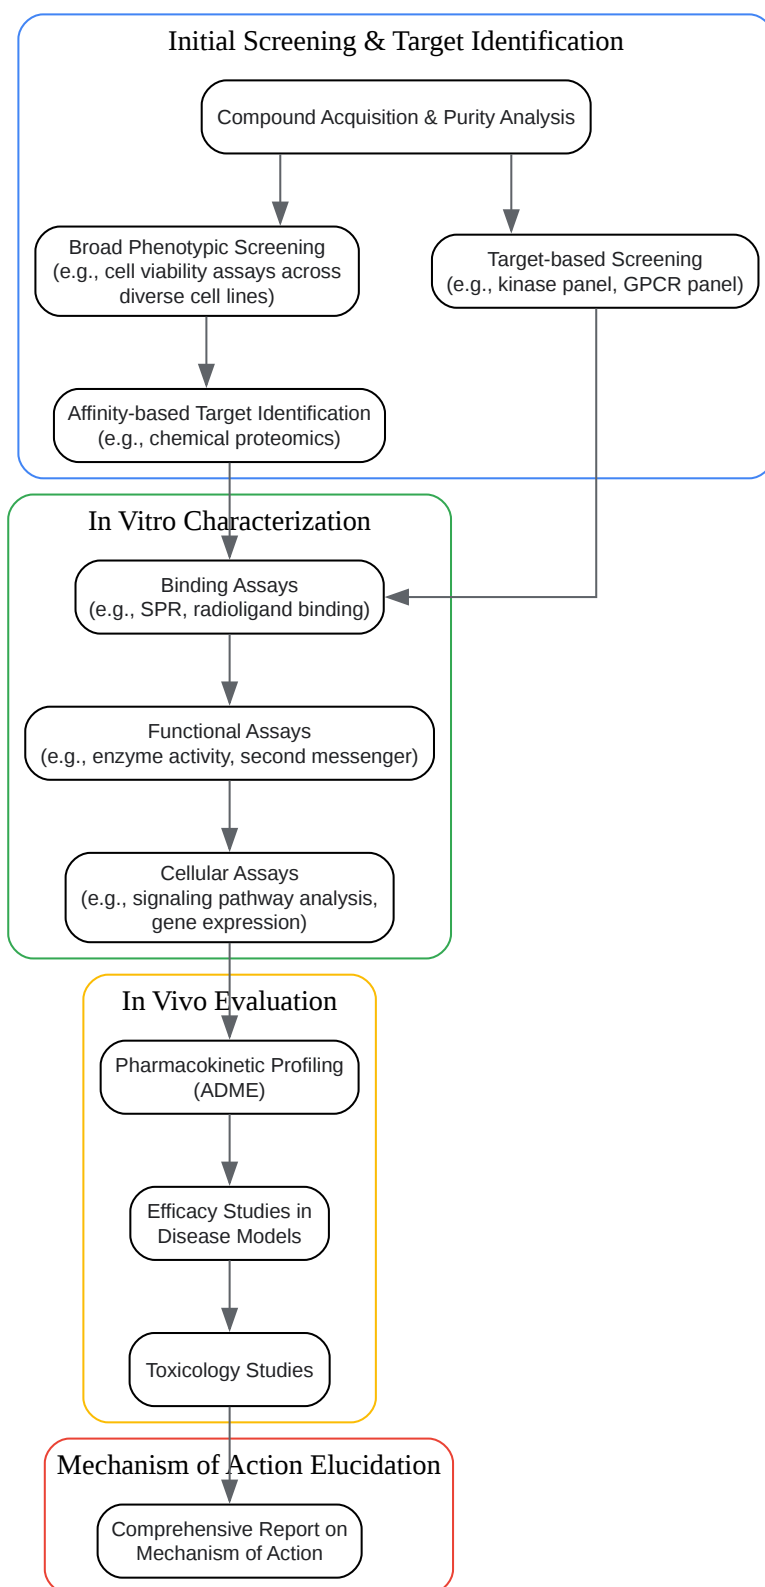 Initial Screening & Target Identification
Compound Acquisition & Purity Analysis
Broad Phenotypic Screening
(e.g., cell viability assays across
diverse cell lines)
Target-based Screening
(e.g., kinase panel, GPCR panel)
Affinity-based Target Identification
(e.g., chemical proteomics)
In Vitro Characterization
Binding Assays
(e.g., SPR, radioligand binding)
Functional Assays
(e.g., enzyme activity, second messenger)
Cellular Assays
(e.g., signaling pathway analysis,
gene expression)
In Vivo Evaluation
Pharmacokinetic Profiling
(ADME)
Efficacy Studies in
Disease Models
Toxicology Studies
Mechanism of Action Elucidation
Comprehensive Report on
Mechanism of Action